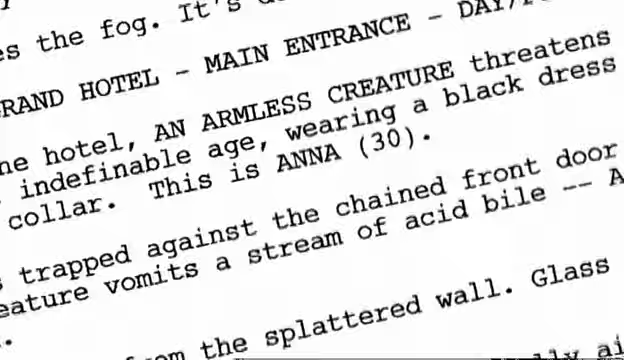 es the fog. It's
RAND HOTEL - MAIN ENTRANCE - DAY/
he hotel, AN ARMLESS CREATURE threatens
indefinable age, wearing a black dress
collar. This is ANNA (30).
trapped against the chained front door
eature vomits a stream of acid bile -- A
the splattered wall. Glass